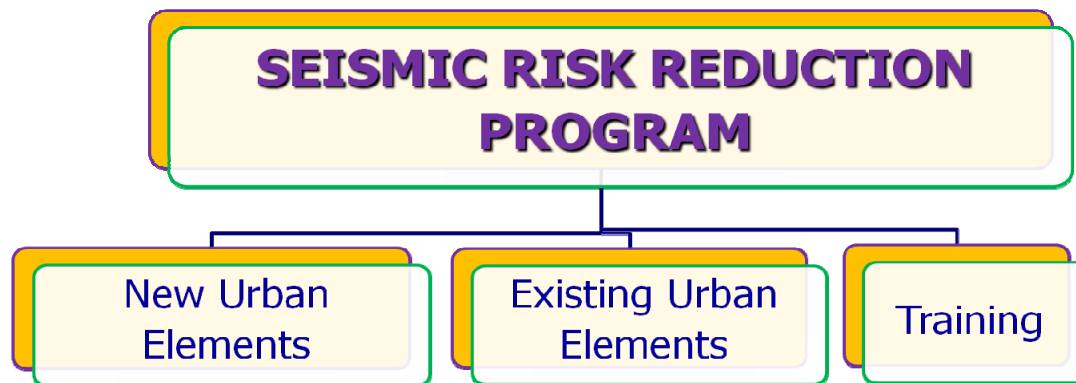 SEISMIC RISK REDUCTION
PROGRAM
New Urban
Elements
Existing Urban
Elements
Training